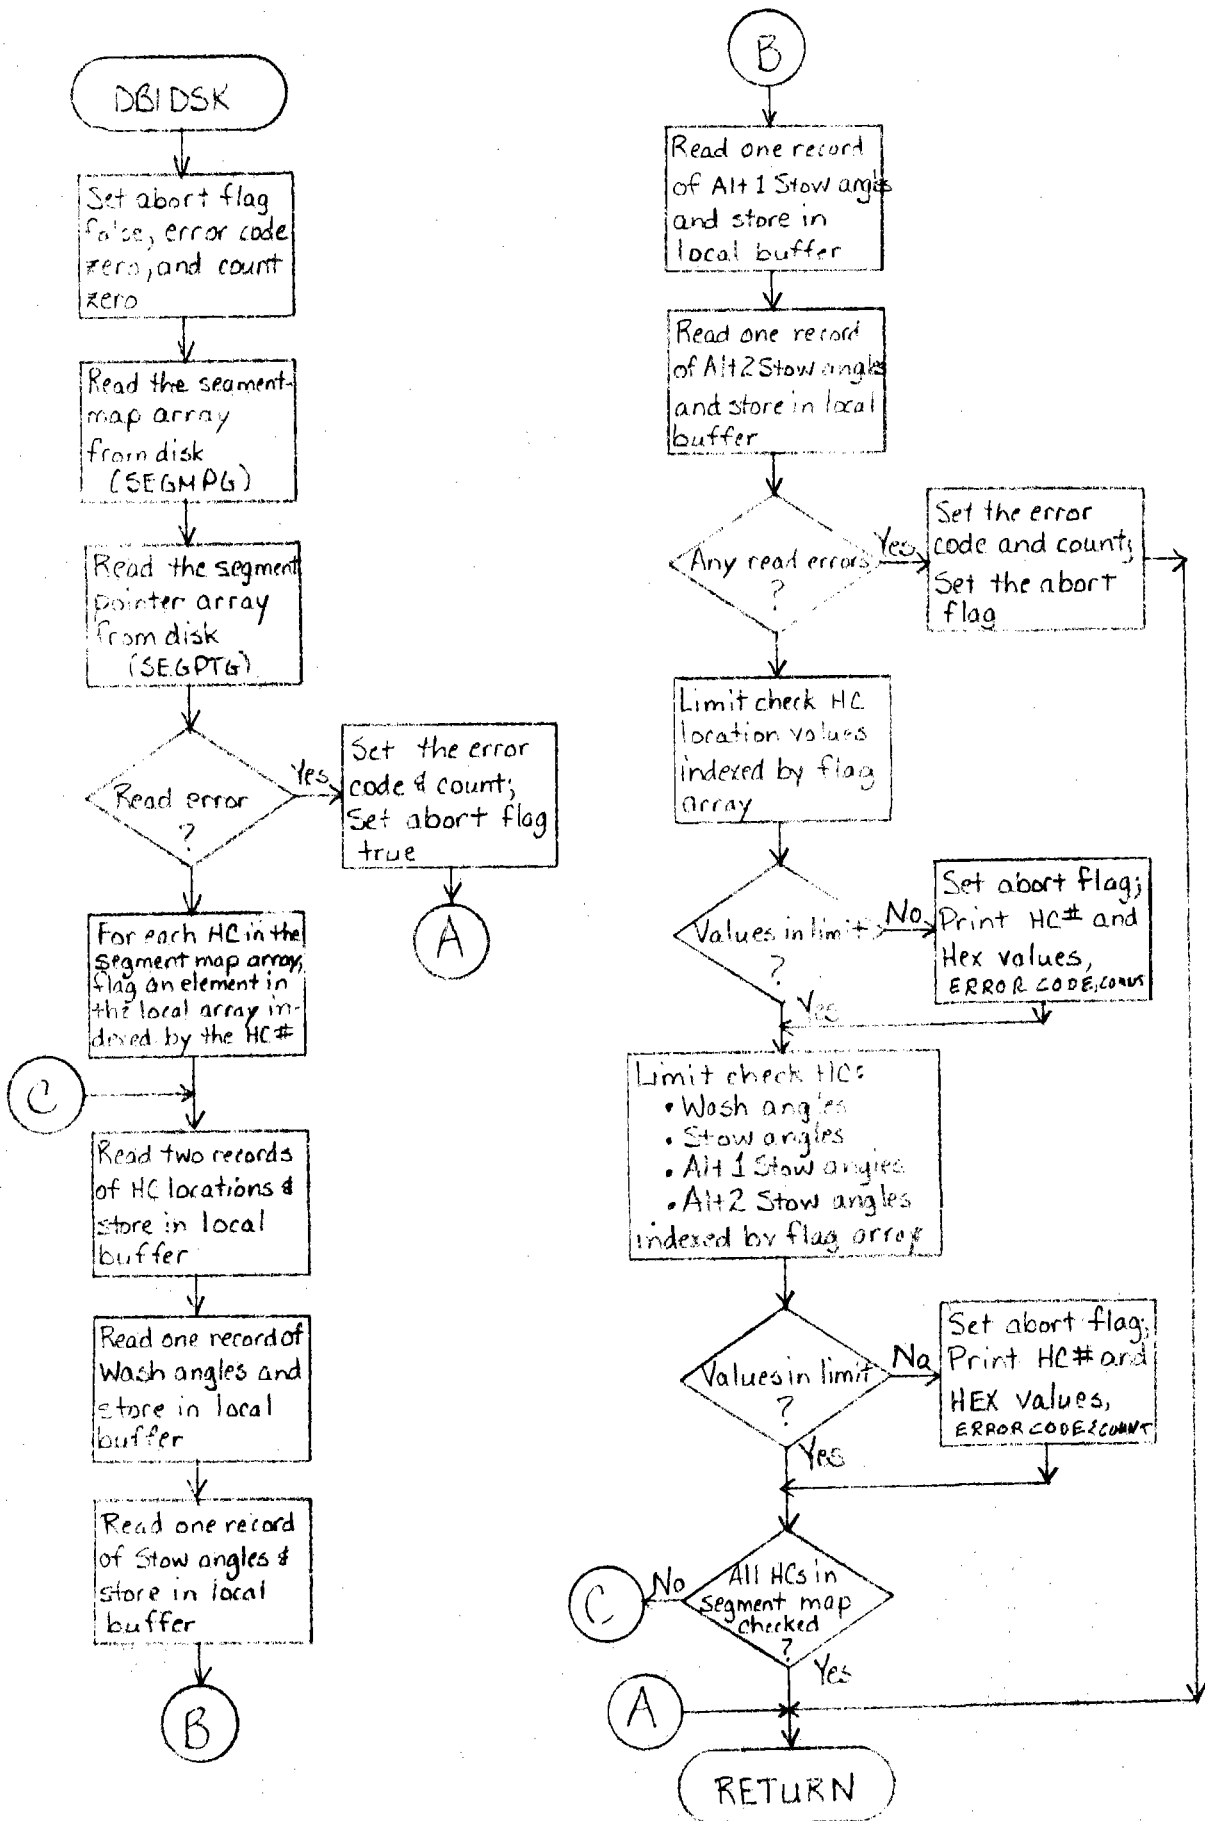 DBIDSK
Set abort flag
false, error code
zero, and count
zero
Read the segment-
map array
from disk
(SEGMPG)
Read the segment
pointer array
from disk
(SEGPTG)
Read error
?
Yes
Set the error
code & count;
Set abort flag
true
A
For each HC in the
segment map array,
flag an element in
the local array in-
dexed by the HC#
C
Read two records
of HC locations &
store in local
buffer
Read one record of
Wash angles and
store in local
buffer
Read one record
of Stow angles &
store in local
buffer
B
B
Read one record
of Alt 1 Stow angles
and store in
local buffer
Read one record
of Alt2 Stow angles
and store in local
buffer
Any read errors
?
Yes
Set the error
code and count;
Set the abort
flag
Limit check HC
location values
indexed by flag
array
Values in limit
?
No
Set abort flag;
Print HC# and
Hex values,
ERROR CODE,
Yes
Limit check HC:
• Wash angles
• Stow angles
• Alt 1 Stow angles
• Alt2 Stow angles
indexed by flag array
Values in limit
?
No
Set abort flag;
Print HC# and
HEX values,
ERROR CODE & COUNT
Yes
All HCs in
segment map
checked
?
No
C
Yes
A
RETURN